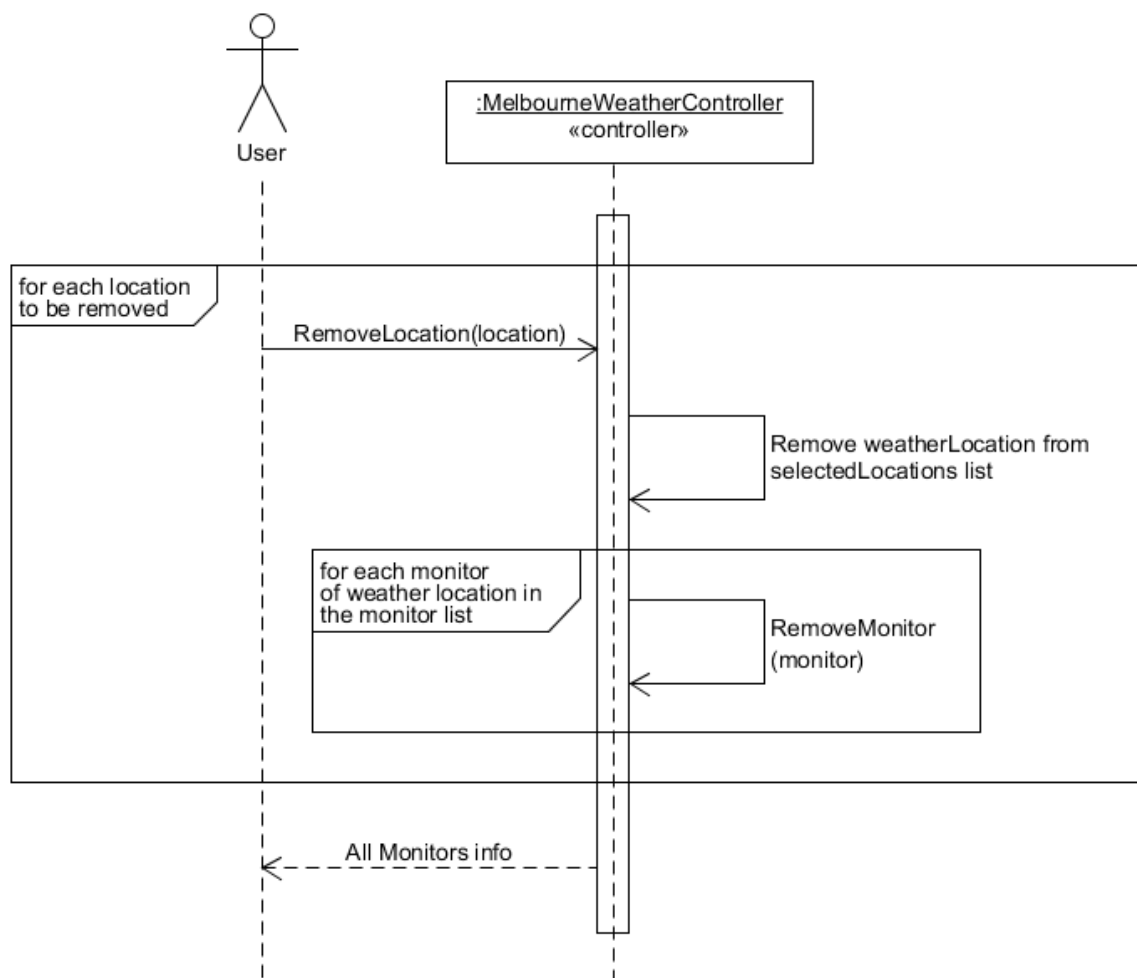 :MelbourneWeatherController
«controller»
User
for each location
to be removed
RemoveLocation(location)
Remove weatherLocation from
selectedLocations list
for each monitor
of weather location in
the monitor list
RemoveMonitor
(monitor)
All Monitors info